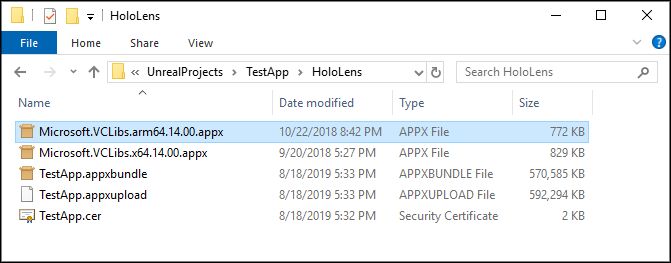 HoloLens
File Home Share View
UnrealProjects TestApp HoloLens Search HoloLens
Name Date modified Type Size
Microsoft.VCLibs.arm64.14.00.appx 10/22/2018 8:42 PM APPX File 772 KB
Microsoft.VCLibs.x64.14.00.appx 9/20/2018 5:27 PM APPX File 829 KB
TestApp.appxbundle 8/18/2019 5:33 PM APPXBUNDLE File 570,585 KB
TestApp.appxupload 8/18/2019 5:33 PM APPXUPLOAD File 592,294 KB
TestApp.cer 8/18/2019 5:32 PM Security Certificate 2 KB